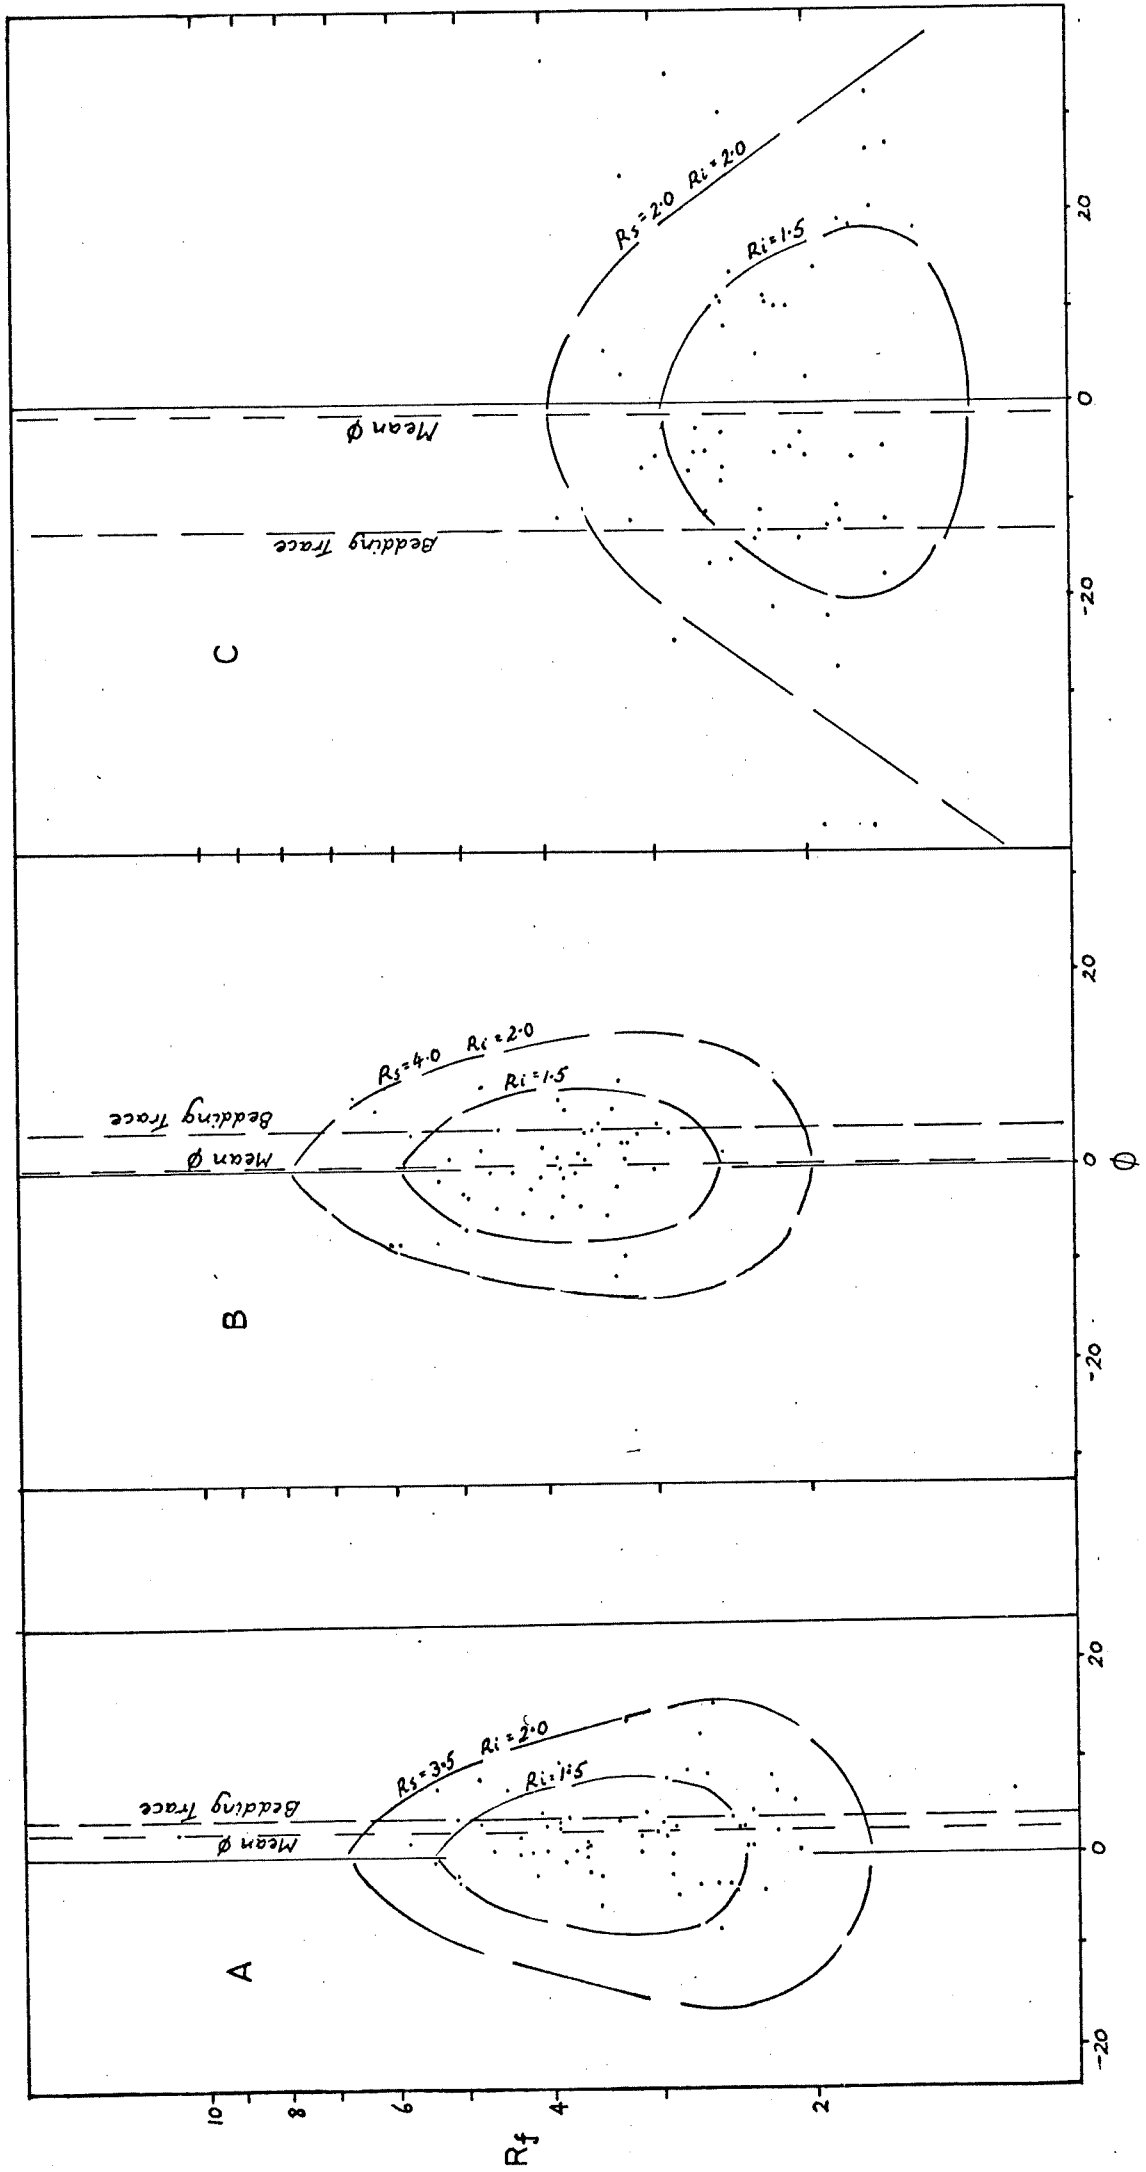 Rf
10
8
6
4
2
A
Mean ø
Bedding Trace
Rs=3.5 Ri=2.0
Ri=1.5
-20
0
20
B
Mean ø
Bedding Trace
Rs=4.0 Ri=2.0
Ri=1.5
-20
0
20
C
Bedding Trace
Mean ø
Rs=2.0 Ri=2.0
Ri=1.5
-20
0
20
Φ